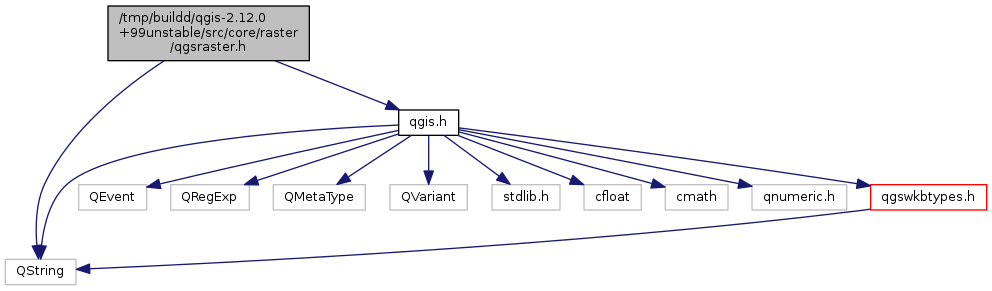 /tmp/buildd/qgis-2.12.0
+99unstable/src/core/raster
/qgsraster.h
qgis.h
QEvent
QRegExp
QMetaType
QVariant
stdlib.h
cfloat
cmath
qnumeric.h
qgswkbtypes.h
QString